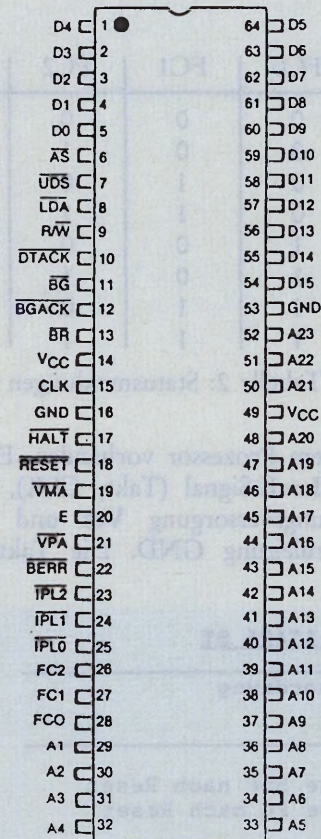 D4 1 64 D5
D3 2 63 D6
D2 3 62 D7
D1 4 61 D8
D0 5 60 D9
AS 6 59 D10
UDS 7 58 D11
LDA 8 57 D12
R/W 9 56 D13
DTACK 10 55 D14
BG 11 54 D15
BGACK 12 53 GND
BR 13 52 A23
VCC 14 51 A22
CLK 15 50 A21
GND 16 49 VCC
HALT 17 48 A20
RESET 18 47 A19
VMA 19 46 A18
E 20 45 A17
VPA 21 44 A16
BERR 22 43 A15
IPL2 23 42 A14
IPL1 24 41 A13
IPL0 25 40 A12
FC2 26 39 A11
FC1 27 38 A10
FC0 28 37 A9
A1 29 36 A8
A2 30 35 A7
A3 31 34 A6
A4 32 33 A5